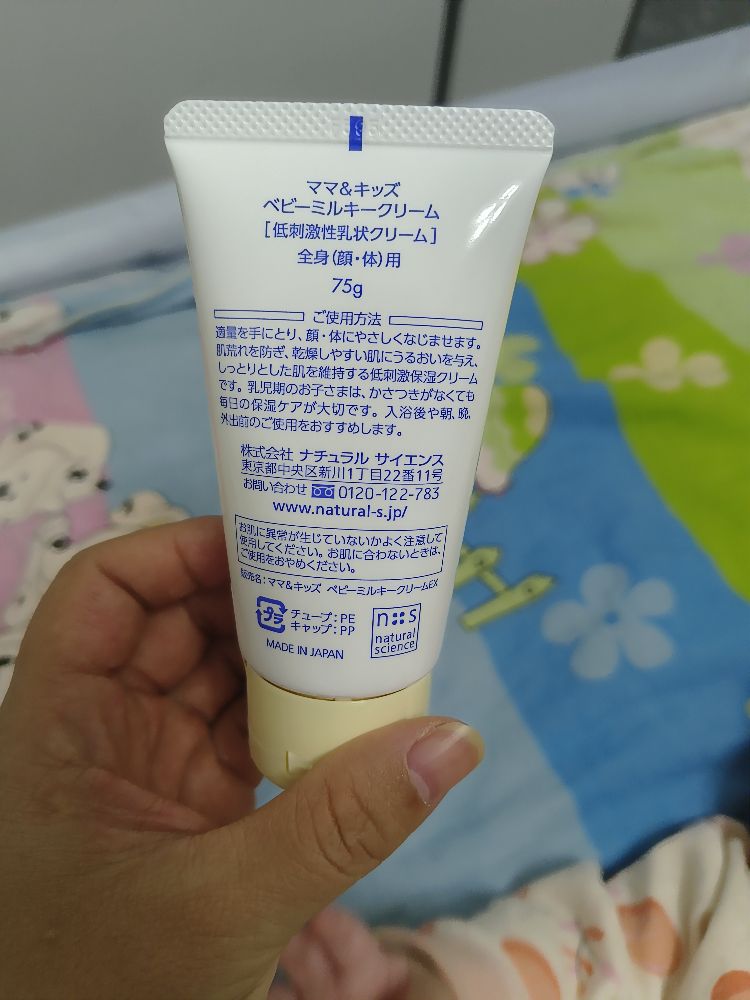 ママ&キッズ
ベビーミルキークリーム
[低刺激性乳状クリーム]
全身(顔・体)用
75g
ご使用方法
適量を手にとり、顔・体にやさしくなじませます。
肌荒れを防ぎ、乾燥しやすい肌にうるおいを与え、
しっとりとした肌を維持する低刺激保湿クリーム
です。乳児期のお子さまは、かさつきがなくても
毎日の保湿ケアが大切です。入浴後や朝、晩、
外出前のご使用をおすすめします。
株式会社 ナチュラル サイエンス
東京都中央区新川1丁目22番11号
お問い合わせ 0120-122-783
www.natural-s.jp/
お肌に異常が生じていないかよく注意して
使用してください。お肌に合わないときは、
ご使用をおやめください。
販売名:ママ&キッズ ベビーミルキークリームEX
プラ
チューブ:PE
キャップ:PP
MADE IN JAPAN
n s
natural
science